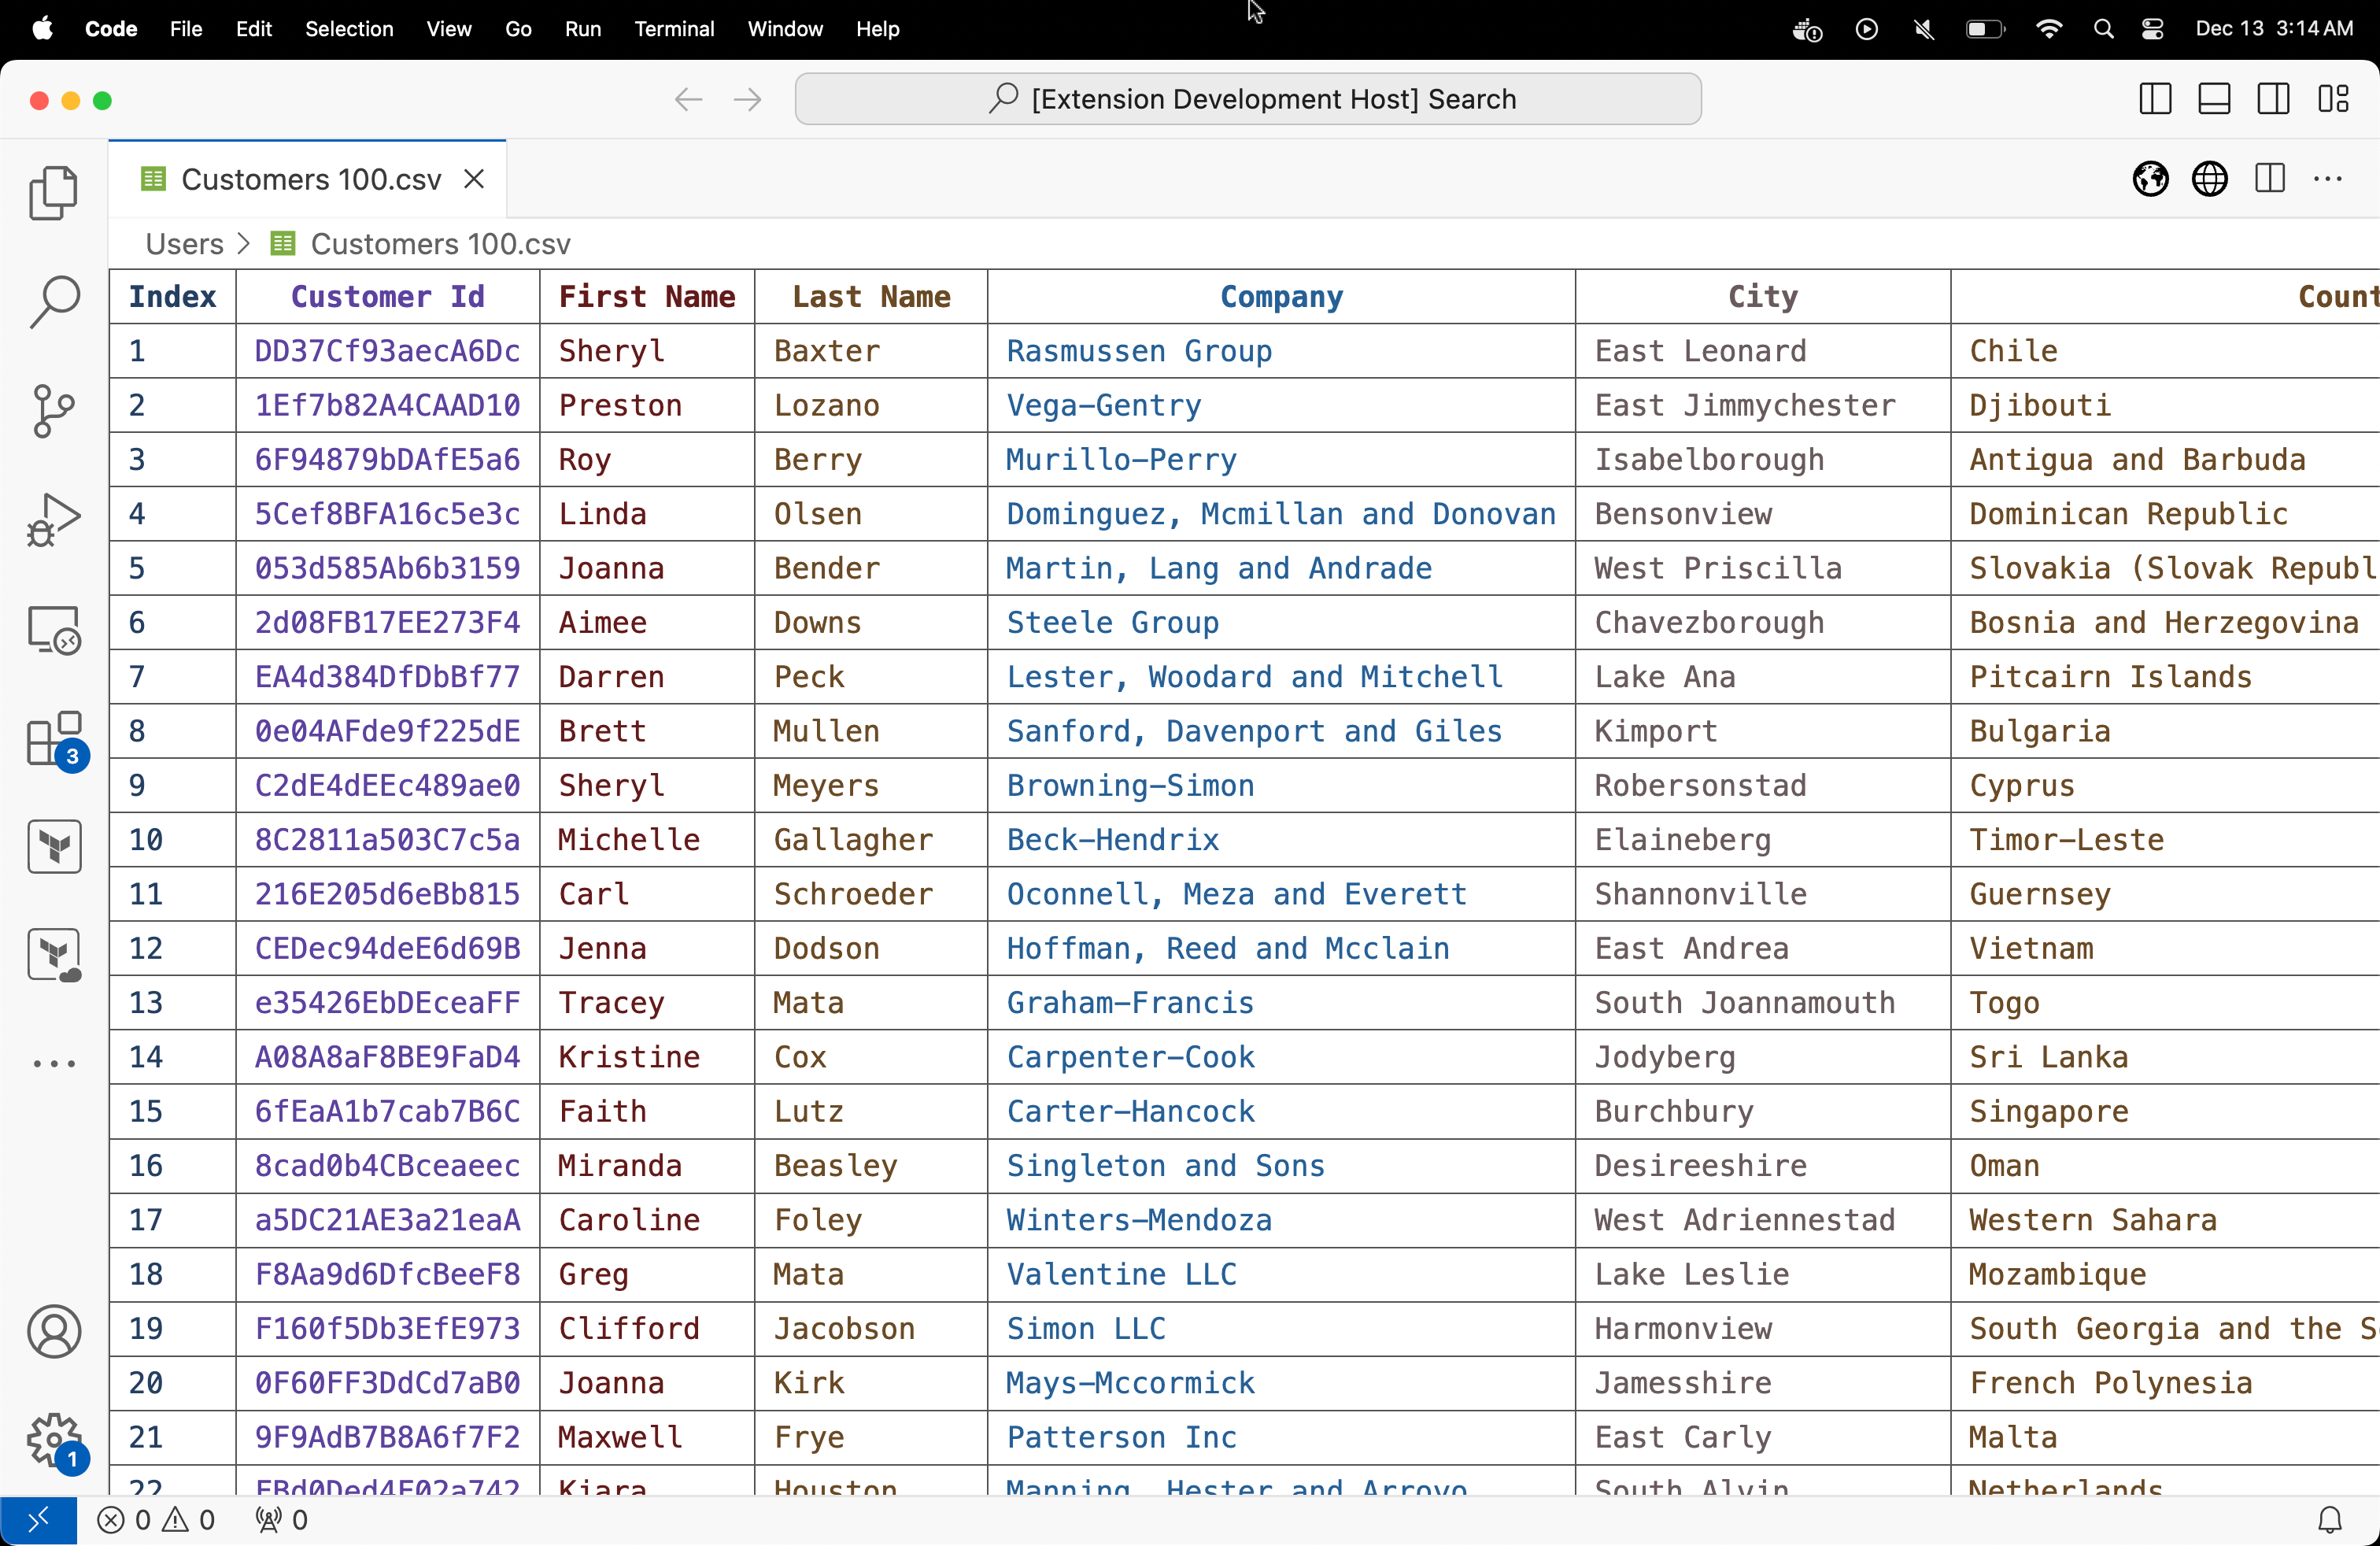 Code File Edit Selection View Go Run Terminal Window Help Dec 13 3:14 AM
[Extension Development Host] Search
Customers 100.csv
Users > Customers 100.csv
Index Customer Id First Name Last Name Company City Count
1 DD37Cf93aecA6Dc Sheryl Baxter Rasmussen Group East Leonard Chile
2 1Ef7b82A4CAAD10 Preston Lozano Vega-Gentry East Jimmychester Djibouti
3 6F94879bDAfE5a6 Roy Berry Murillo-Perry Isabelborough Antigua and Barbuda
4 5Cef8BFA16c5e3c Linda Olsen Dominguez, Mcmillan and Donovan Bensonview Dominican Republic
5 053d585Ab6b3159 Joanna Bender Martin, Lang and Andrade West Priscilla Slovakia (Slovak Republ
6 2d08FB17EE273F4 Aimee Downs Steele Group Chavezborough Bosnia and Herzegovina
7 EA4d384DfDbBf77 Darren Peck Lester, Woodard and Mitchell Lake Ana Pitcairn Islands
8 0e04AFde9f225dE Brett Mullen Sanford, Davenport and Giles Kimport Bulgaria
9 C2dE4dEEc489ae0 Sheryl Meyers Browning-Simon Robersonstad Cyprus
10 8C2811a503C7c5a Michelle Gallagher Beck-Hendrix Elaineberg Timor-Leste
11 216E205d6eBb815 Carl Schroeder Oconnell, Meza and Everett Shannonville Guernsey
12 CEDec94deE6d69B Jenna Dodson Hoffman, Reed and Mcclain East Andrea Vietnam
13 e35426EbDEceaFF Tracey Mata Graham-Francis South Joannamouth Togo
14 A08A8aF8BE9FaD4 Kristine Cox Carpenter-Cook Jodyberg Sri Lanka
15 6fEaA1b7cab7B6C Faith Lutz Carter-Hancock Burchbury Singapore
16 8cad0b4CBceaeec Miranda Beasley Singleton and Sons Desireeshire Oman
17 a5DC21AE3a21eaA Caroline Foley Winters-Mendoza West Adriennestad Western Sahara
18 F8Aa9d6DfcBeeF8 Greg Mata Valentine LLC Lake Leslie Mozambique
19 F160f5Db3EfE973 Clifford Jacobson Simon LLC Harmonview South Georgia and the S
20 0F60FF3DdCd7aB0 Joanna Kirk Mays-Mccormick Jamesshire French Polynesia
21 9F9AdB7B8A6f7F2 Maxwell Frye Patterson Inc East Carly Malta
22 FBd0Ded4F02a742 Kiara Houston Manning, Hester and Arroyo South Alvin Netherlands
3
1
0 0 0